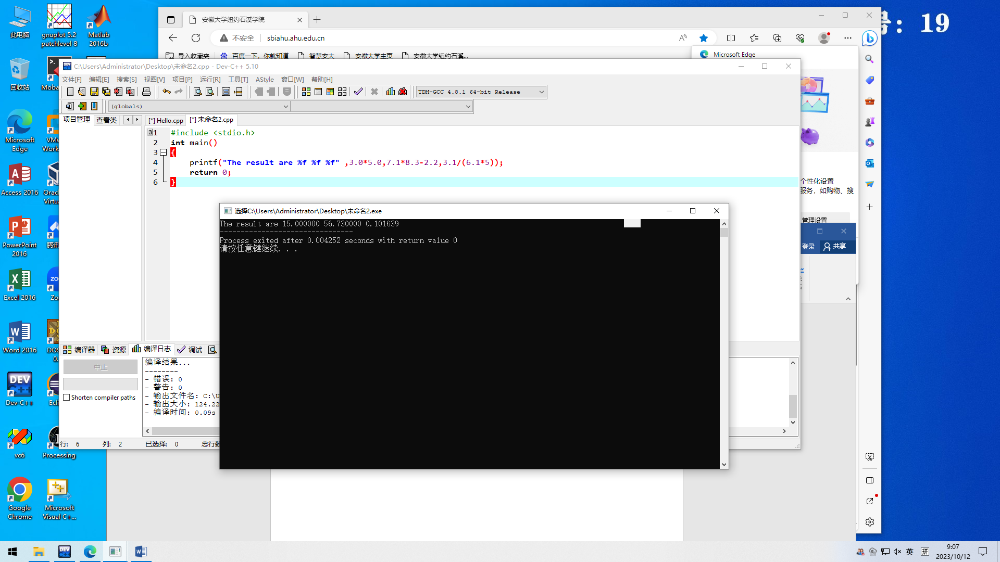 此电脑
gnuplot 5.2
patchlevel 8
Matlab
2016b
回收站
Moba
Microsoft
Edge
VMw
Work
Access 2016
Orac
Virtu
PowerPoint
2016
腾讯
Excel 2016
Zo
Word 2016
DOS
0.
Dev-C++
Ecli
vc6
Processing
Google
Chrome
Microsoft
Visual C+...
号：19
安徽大学纽约石溪学院
不安全
sbiahu.ahu.edu.cn
导入收藏夹
百度一下，你就知道
智慧安大
安徽大学主页
安徽大学纽约石溪...
Microsoft Edge
个性化设置
服务，如购物、搜
管理设置
登录
共享
C:\Users\Administrator\Desktop\未命名2.cpp - Dev-C++ 5.10
文件[F] 编辑[E] 搜索[S] 视图[V] 项目[P] 运行[R] 工具[T] AStyle 窗口[W] 帮助[H]
TDM-GCC 4.8.1 64-bit Release
(globals)
项目管理 查看类
[*] Hello.cpp [*] 未命名2.cpp
1 #include <stdio.h>
2 int main()
3 {
4 printf("The result are %f %f %f" ,3.0*5.0,7.1*8.3-2.2,3.1/(6.1*5));
5 return 0;
6 }
选择C:\Users\Administrator\Desktop\未命名2.exe
The result are 15.000000 56.730000 0.101639
--------------------------------
Process exited after 0.004252 seconds with return value 0
请按任意键继续. . .
编译器 资源 编译日志 调试
中止
Shorten compiler paths
编译结果...
--------
- 错误: 0
- 警告: 0
- 输出文件名: C:\U
- 输出大小: 124.22
- 编译时间: 0.09s
行: 6 列: 2 已选择: 0 总行数
英
拼
9:07
2023/10/12